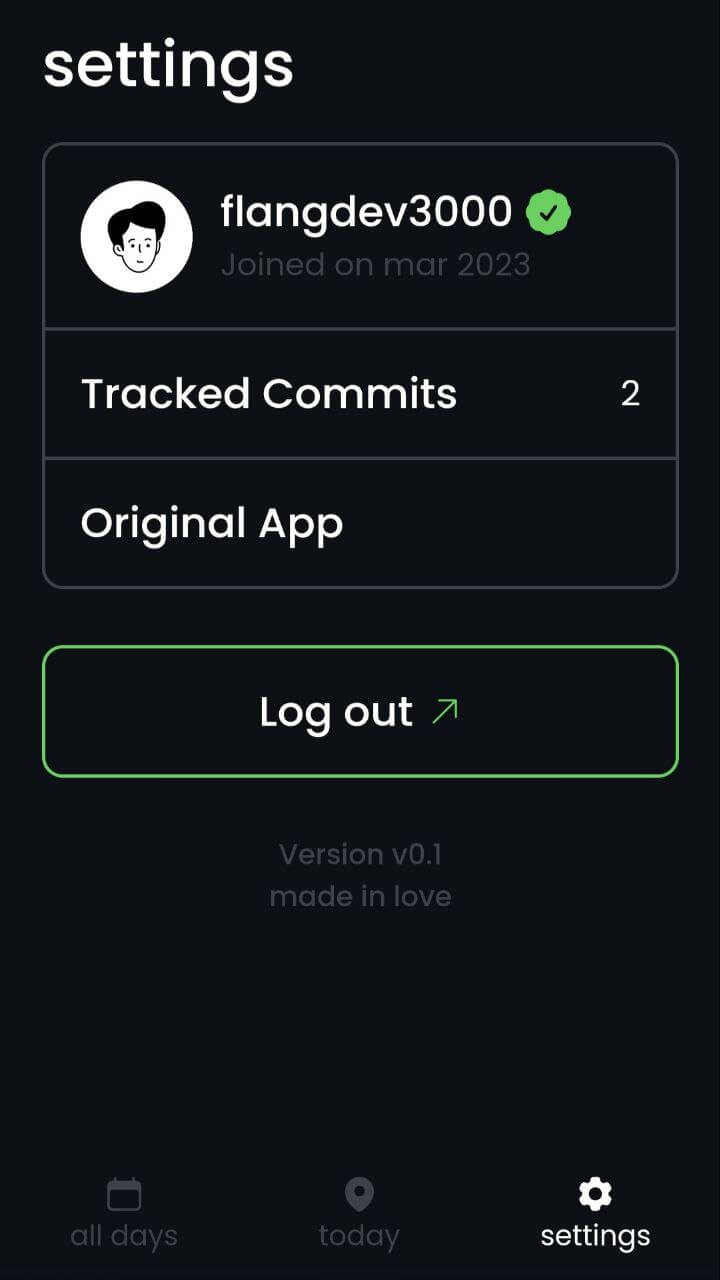 settings
flangdev3000
Joined on mar 2023
Tracked Commits 2
Original App
Log out
Version v0.1
made in love
all days today settings